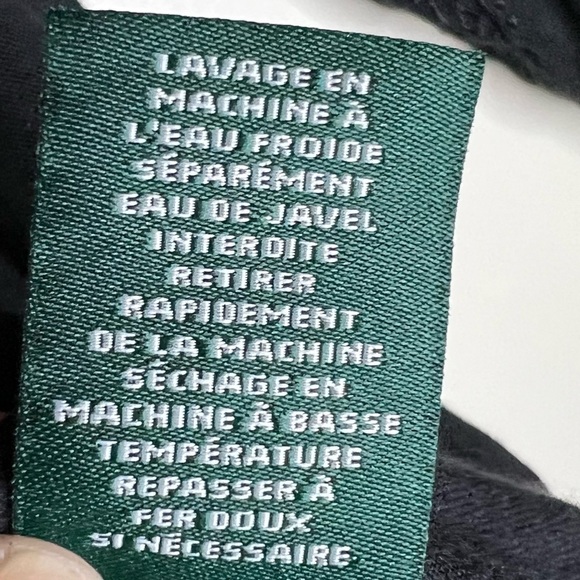 LAVAGE EN
MACHINE À
L'EAU FROIDE
SÉPARÉMENT
EAU DE JAVEL
INTERDITE
RETIRER
RAPIDEMENT
DE LA MACHINE
SÉCHAGE EN
MACHINE À BASSE
TEMPÉRATURE
REPASSER À
FER DOUX
SI NÉCESSAIRE